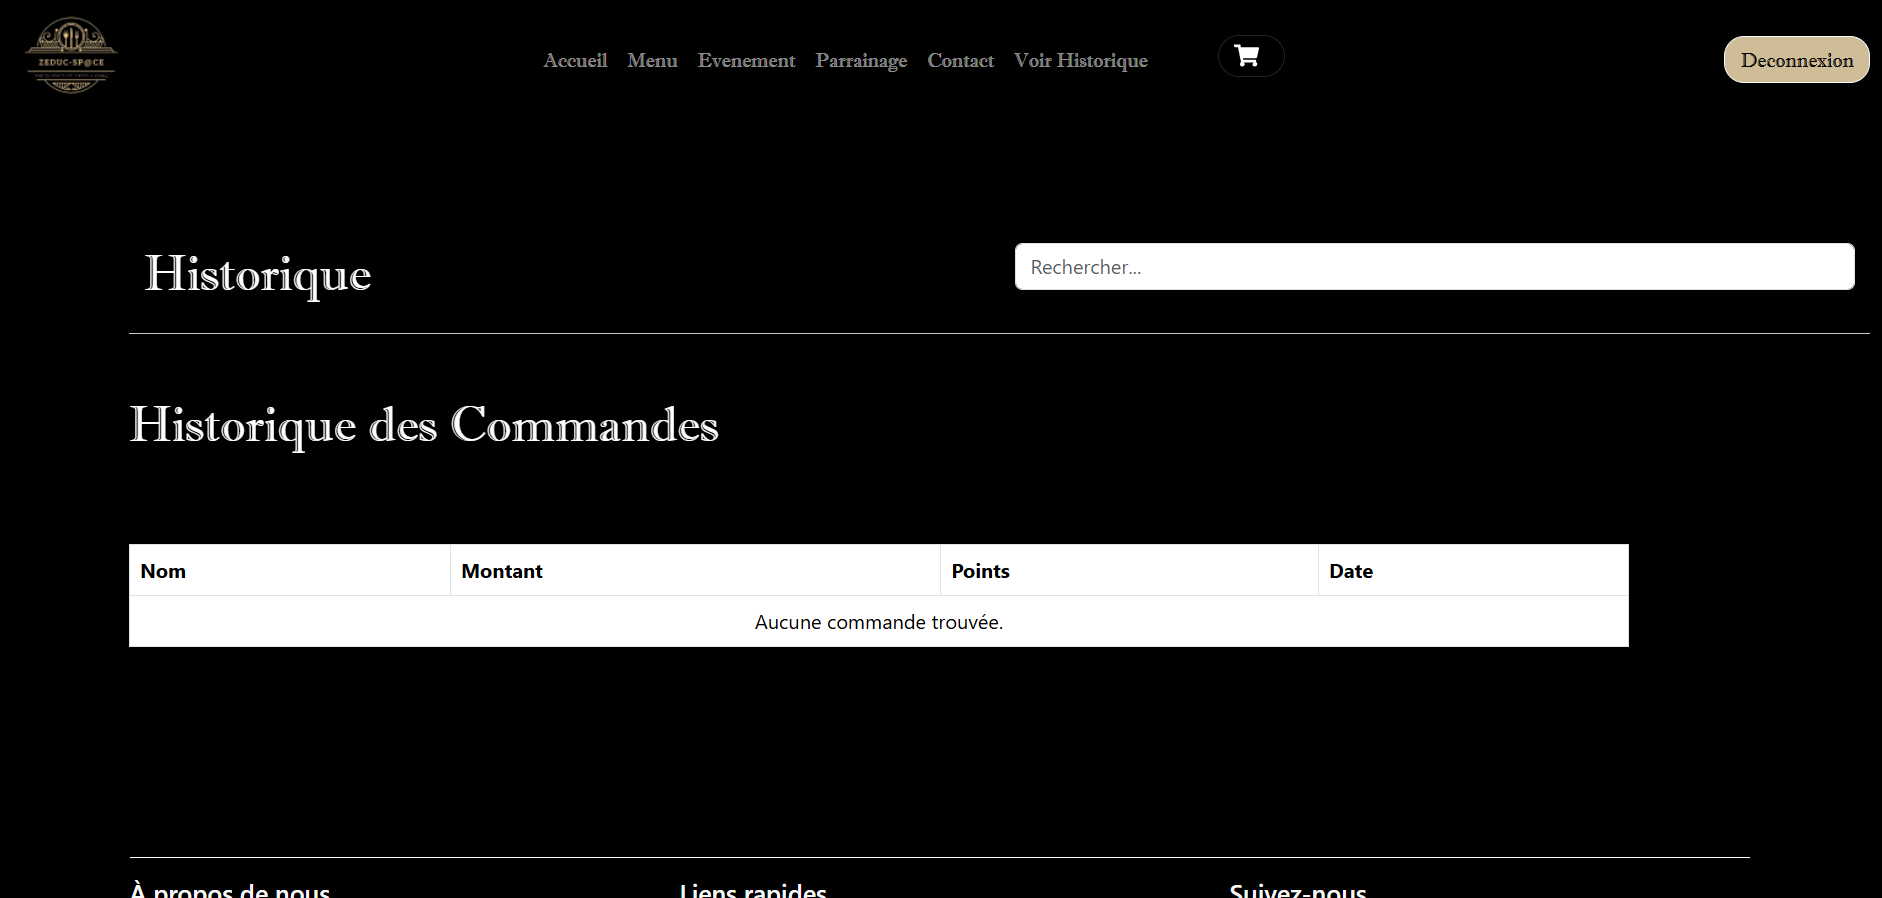 ZEDUC-SP@CE
Accueil Menu Evenement Parrainage Contact Voir Historique
Deconnexion
Historique
Rechercher...
Historique des Commandes
Nom Montant Points Date
Aucune commande trouvée.
À propos de nous Liens rapides Suivez-nous